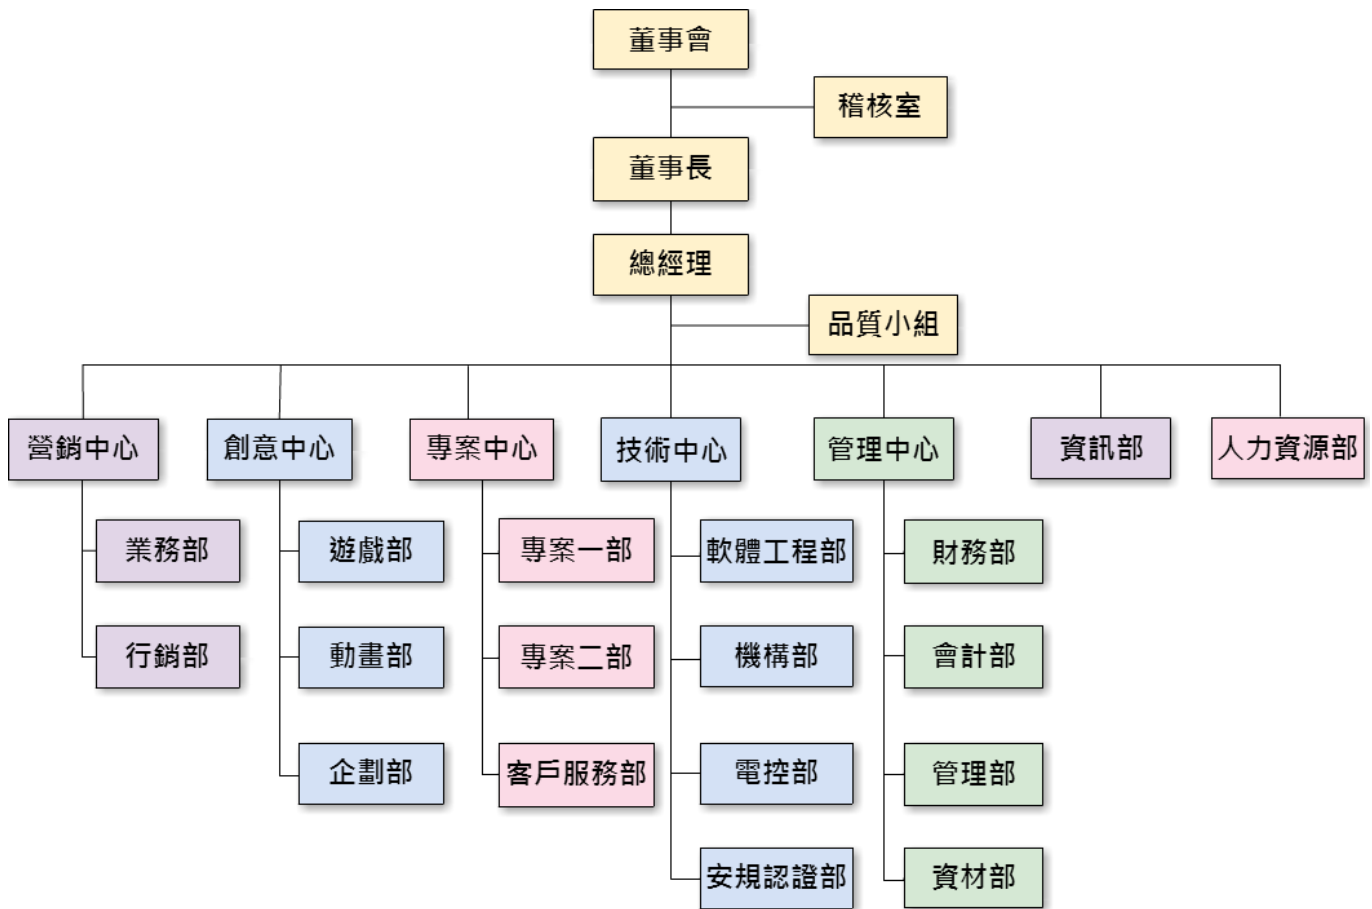 董事會
稽核室
董事長
總經理
品質小組
營銷中心
創意中心
專案中心
技術中心
管理中心
資訊部
人力資源部
業務部
遊戲部
專案一部
軟體工程部
財務部
行銷部
動畫部
專案二部
機構部
會計部
企劃部
客戶服務部
電控部
管理部
安規認證部
資材部